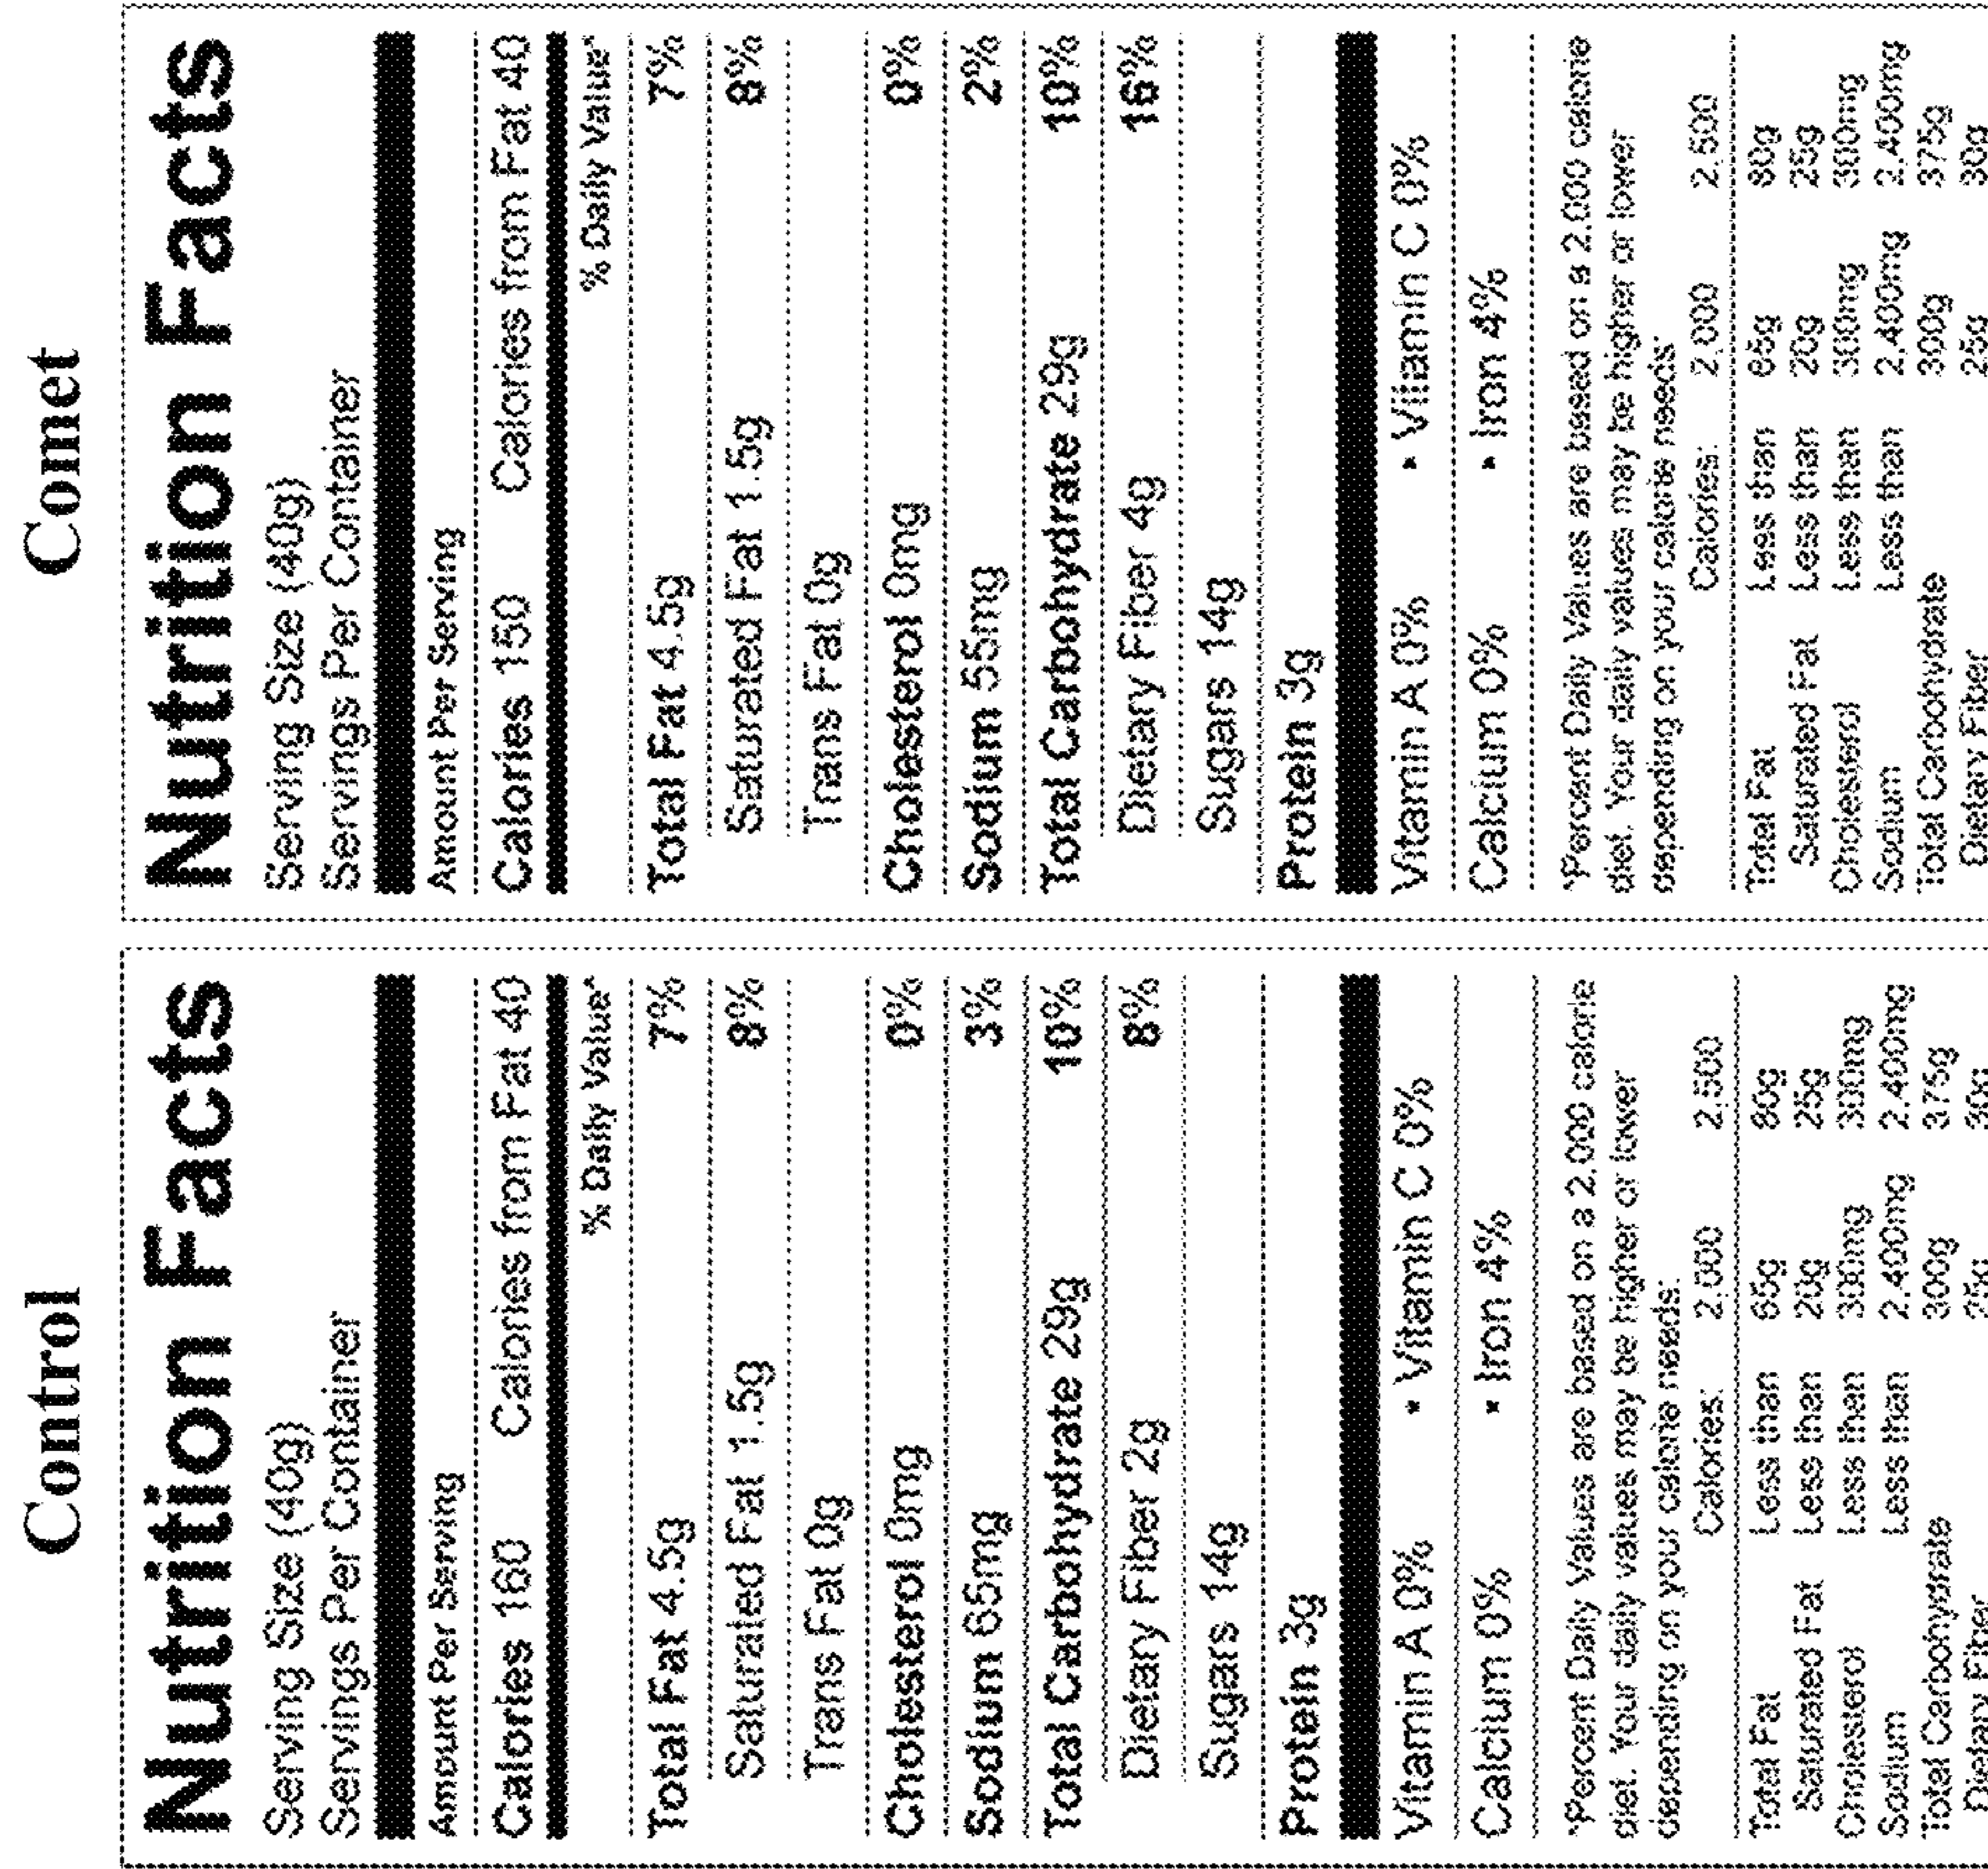 Control
Nutrition Facts
Serving Size (40g)
Servings Per Container
Amount Per Serving
Calories 160 Calories from Fat 40
% Daily Value*
Total Fat 4.5g 7%
Saturated Fat 1.5g 8%
Trans Fat 0g
Cholesterol 0mg 0%
Sodium 65mg 3%
Total Carbohydrate 29g 10%
Dietary Fiber 2g 8%
Sugars 14g
Protein 3g
Vitamin A 0% • Vitamin C 0%
Calcium 0% • Iron 4%
*Percent Daily Values are based on a 2,000 calorie
diet. Your daily values may be higher or lower
depending on your calorie needs:
Calories: 2,000 2,500
Total Fat Less than 65g 80g
Saturated Fat Less than 20g 25g
Cholesterol Less than 300mg 300mg
Sodium Less than 2,400mg 2,400mg
Total Carbohydrate 300g 375g
Dietary Fiber 25g 30g
Comet
Nutrition Facts
Serving Size (40g)
Servings Per Container
Amount Per Serving
Calories 150 Calories from Fat 40
% Daily Value*
Total Fat 4.5g 7%
Saturated Fat 1.5g 8%
Trans Fat 0g
Cholesterol 0mg 0%
Sodium 55mg 2%
Total Carbohydrate 29g 10%
Dietary Fiber 4g 16%
Sugars 14g
Protein 3g
Vitamin A 0% • Vitamin C 0%
Calcium 0% • Iron 4%
*Percent Daily Values are based on a 2,000 calorie
diet. Your daily values may be higher or lower
depending on your calorie needs:
Calories: 2,000 2,500
Total Fat Less than 65g 80g
Saturated Fat Less than 20g 25g
Cholesterol Less than 300mg 300mg
Sodium Less than 2,400mg 2,400mg
Total Carbohydrate 300g 375g
Dietary Fiber 25g 30g